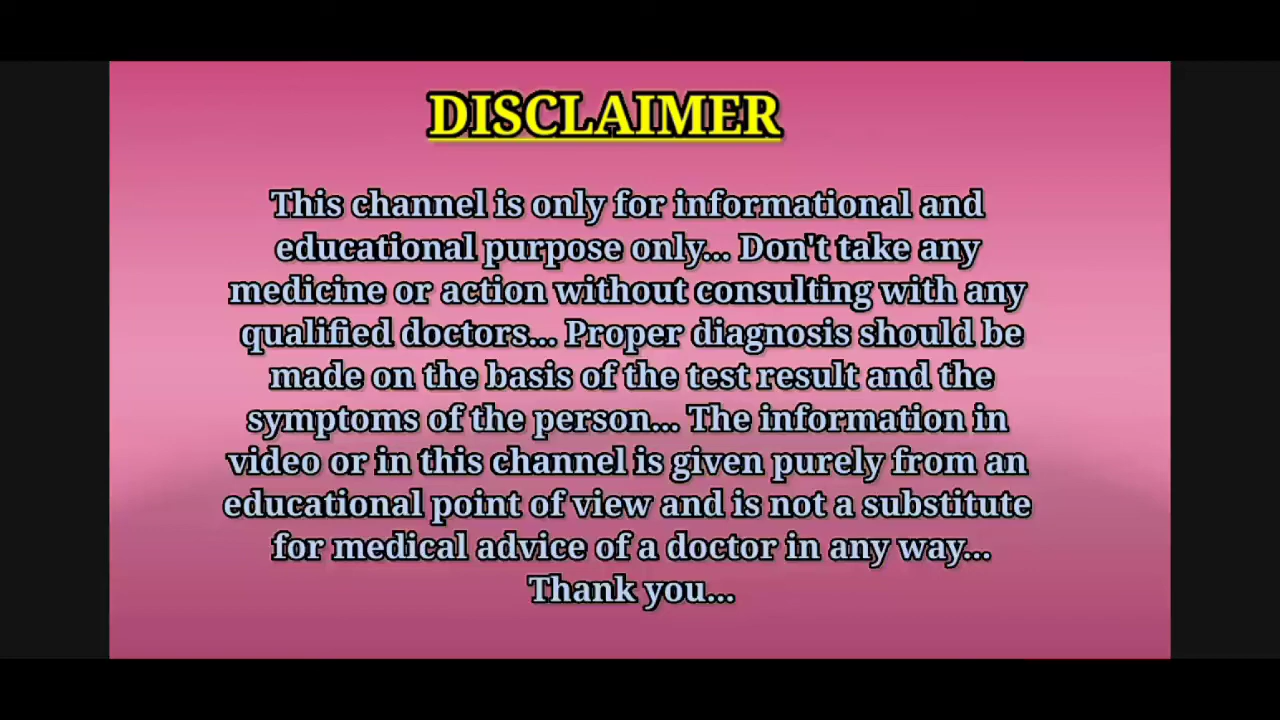 DISCLAIMER
This channel is only for informational and
educational purpose only... Don't take any
medicine or action without consulting with any
qualified doctors... Proper diagnosis should be
made on the basis of the test result and the
symptoms of the person... The information in
video or in this channel is given purely from an
educational point of view and is not a substitute
for medical advice of a doctor in any way...
Thank you...